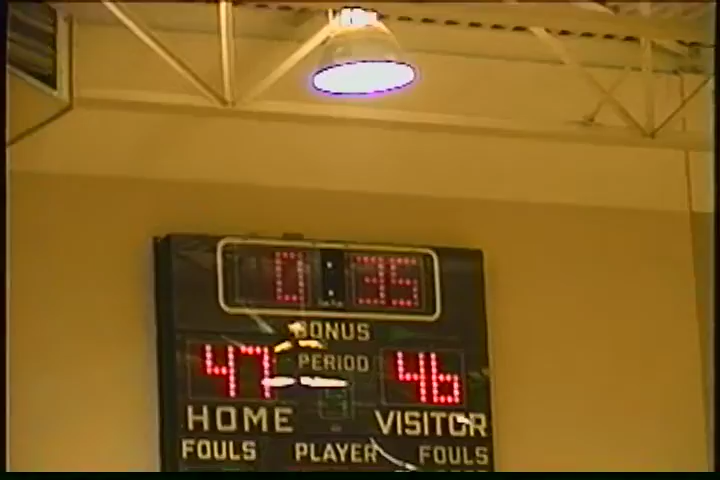 0:35
BONUS
47 PERIOD 46
HOME VISITOR
FOULS PLAYER FOULS